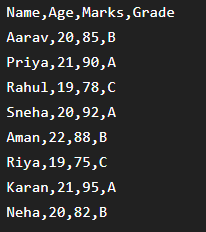 Name,Age,Marks,Grade
Aarav,20,85,B
Priya,21,90,A
Rahul,19,78,C
Sneha,20,92,A
Aman,22,88,B
Riya,19,75,C
Karan,21,95,A
Neha,20,82,B